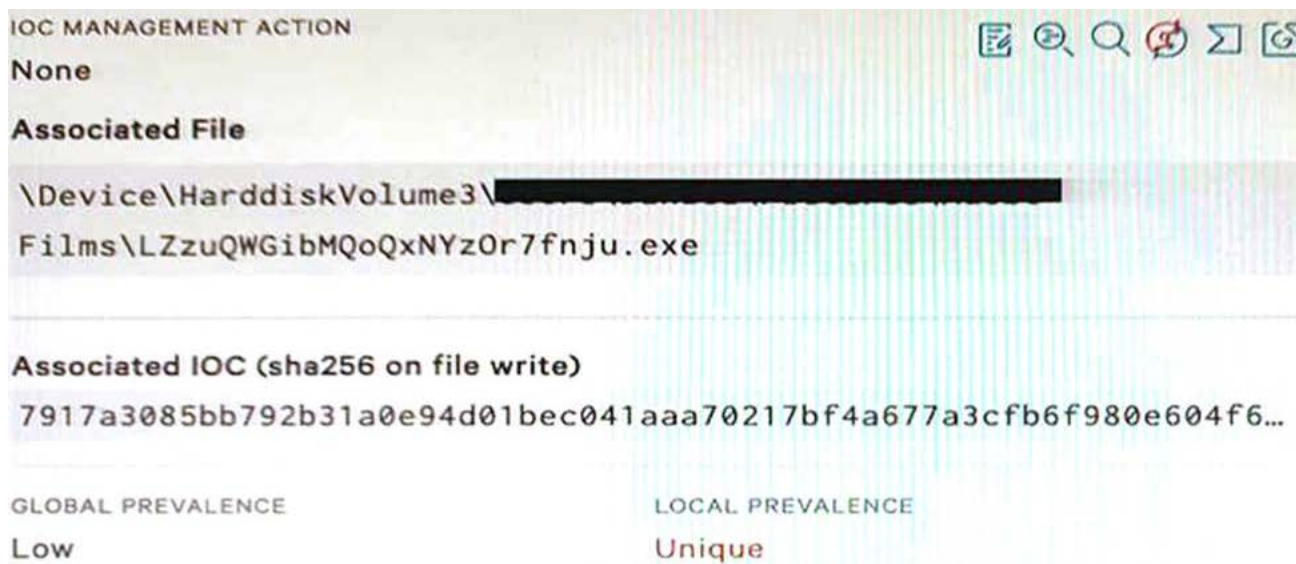 IOC MANAGEMENT ACTION
None
Associated File
\Device\HarddiskVolume3\
Films\LZzuQWGibMQoQxNYzOr7fnju.exe
Associated IOC (sha256 on file write)
7917a3085bb792b31a0e94d01bec041aaa70217bf4a677a3cfb6f980e604f6…
GLOBAL PREVALENCE
LOCAL PREVALENCE
Low
Unique